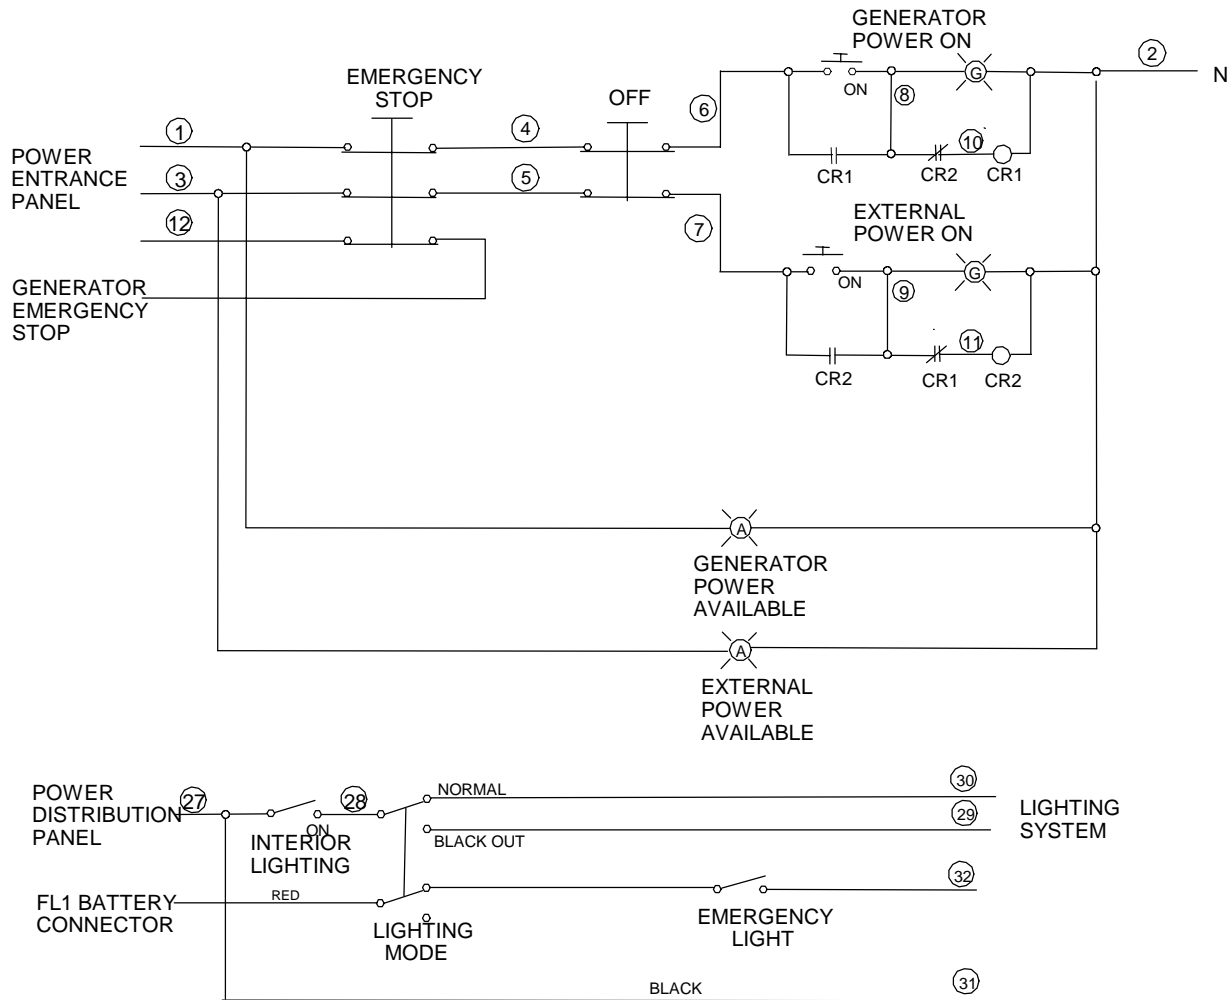 GENERATOR
POWER ON
2
N
G
ON
8
6
EMERGENCY
STOP
OFF
1
4
POWER
ENTRANCE
PANEL
3
5
10
CR1
CR2
CR1
12
7
EXTERNAL
POWER ON
GENERATOR
EMERGENCY
STOP
G
ON
9
11
CR2
CR1
CR2
A
GENERATOR
POWER
AVAILABLE
A
EXTERNAL
POWER
AVAILABLE
POWER
DISTRIBUTION
PANEL
27
ON
28
INTERIOR
LIGHTING
NORMAL
30
BLACK OUT
29
LIGHTING
SYSTEM
FL1 BATTERY
CONNECTOR
RED
LIGHTING
MODE
EMERGENCY
LIGHT
32
BLACK
31